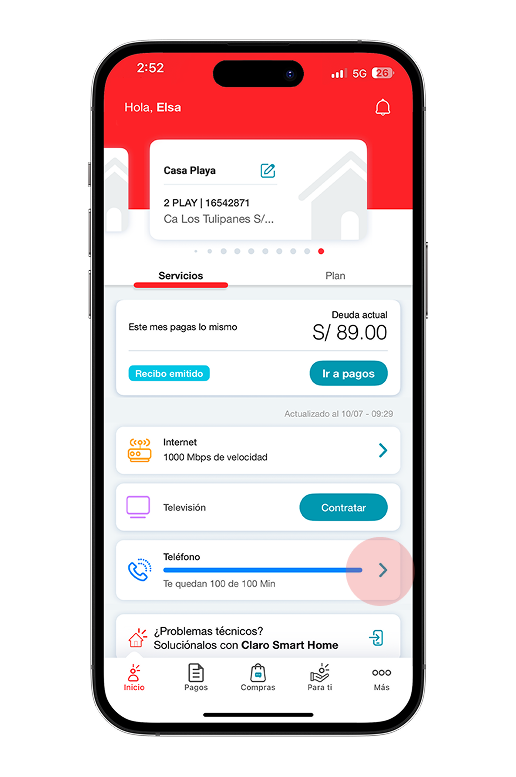 2:52
5G 26
Hola, Elsa
Casa Playa
2 PLAY | 16542871
Ca Los Tulipanes S/...
Servicios
Plan
Deuda actual
Este mes pagas lo mismo
S/ 89.00
Recibo emitido
Ir a pagos
Actualizado al 10/07 - 09:29
Internet
1000 Mbps de velocidad
Televisión
Contratar
Teléfono
Te quedan 100 de 100 Min
¿Problemas técnicos?
Soluciónalos con Claro Smart Home
Inicio
Pagos
Compras
Para ti
Más